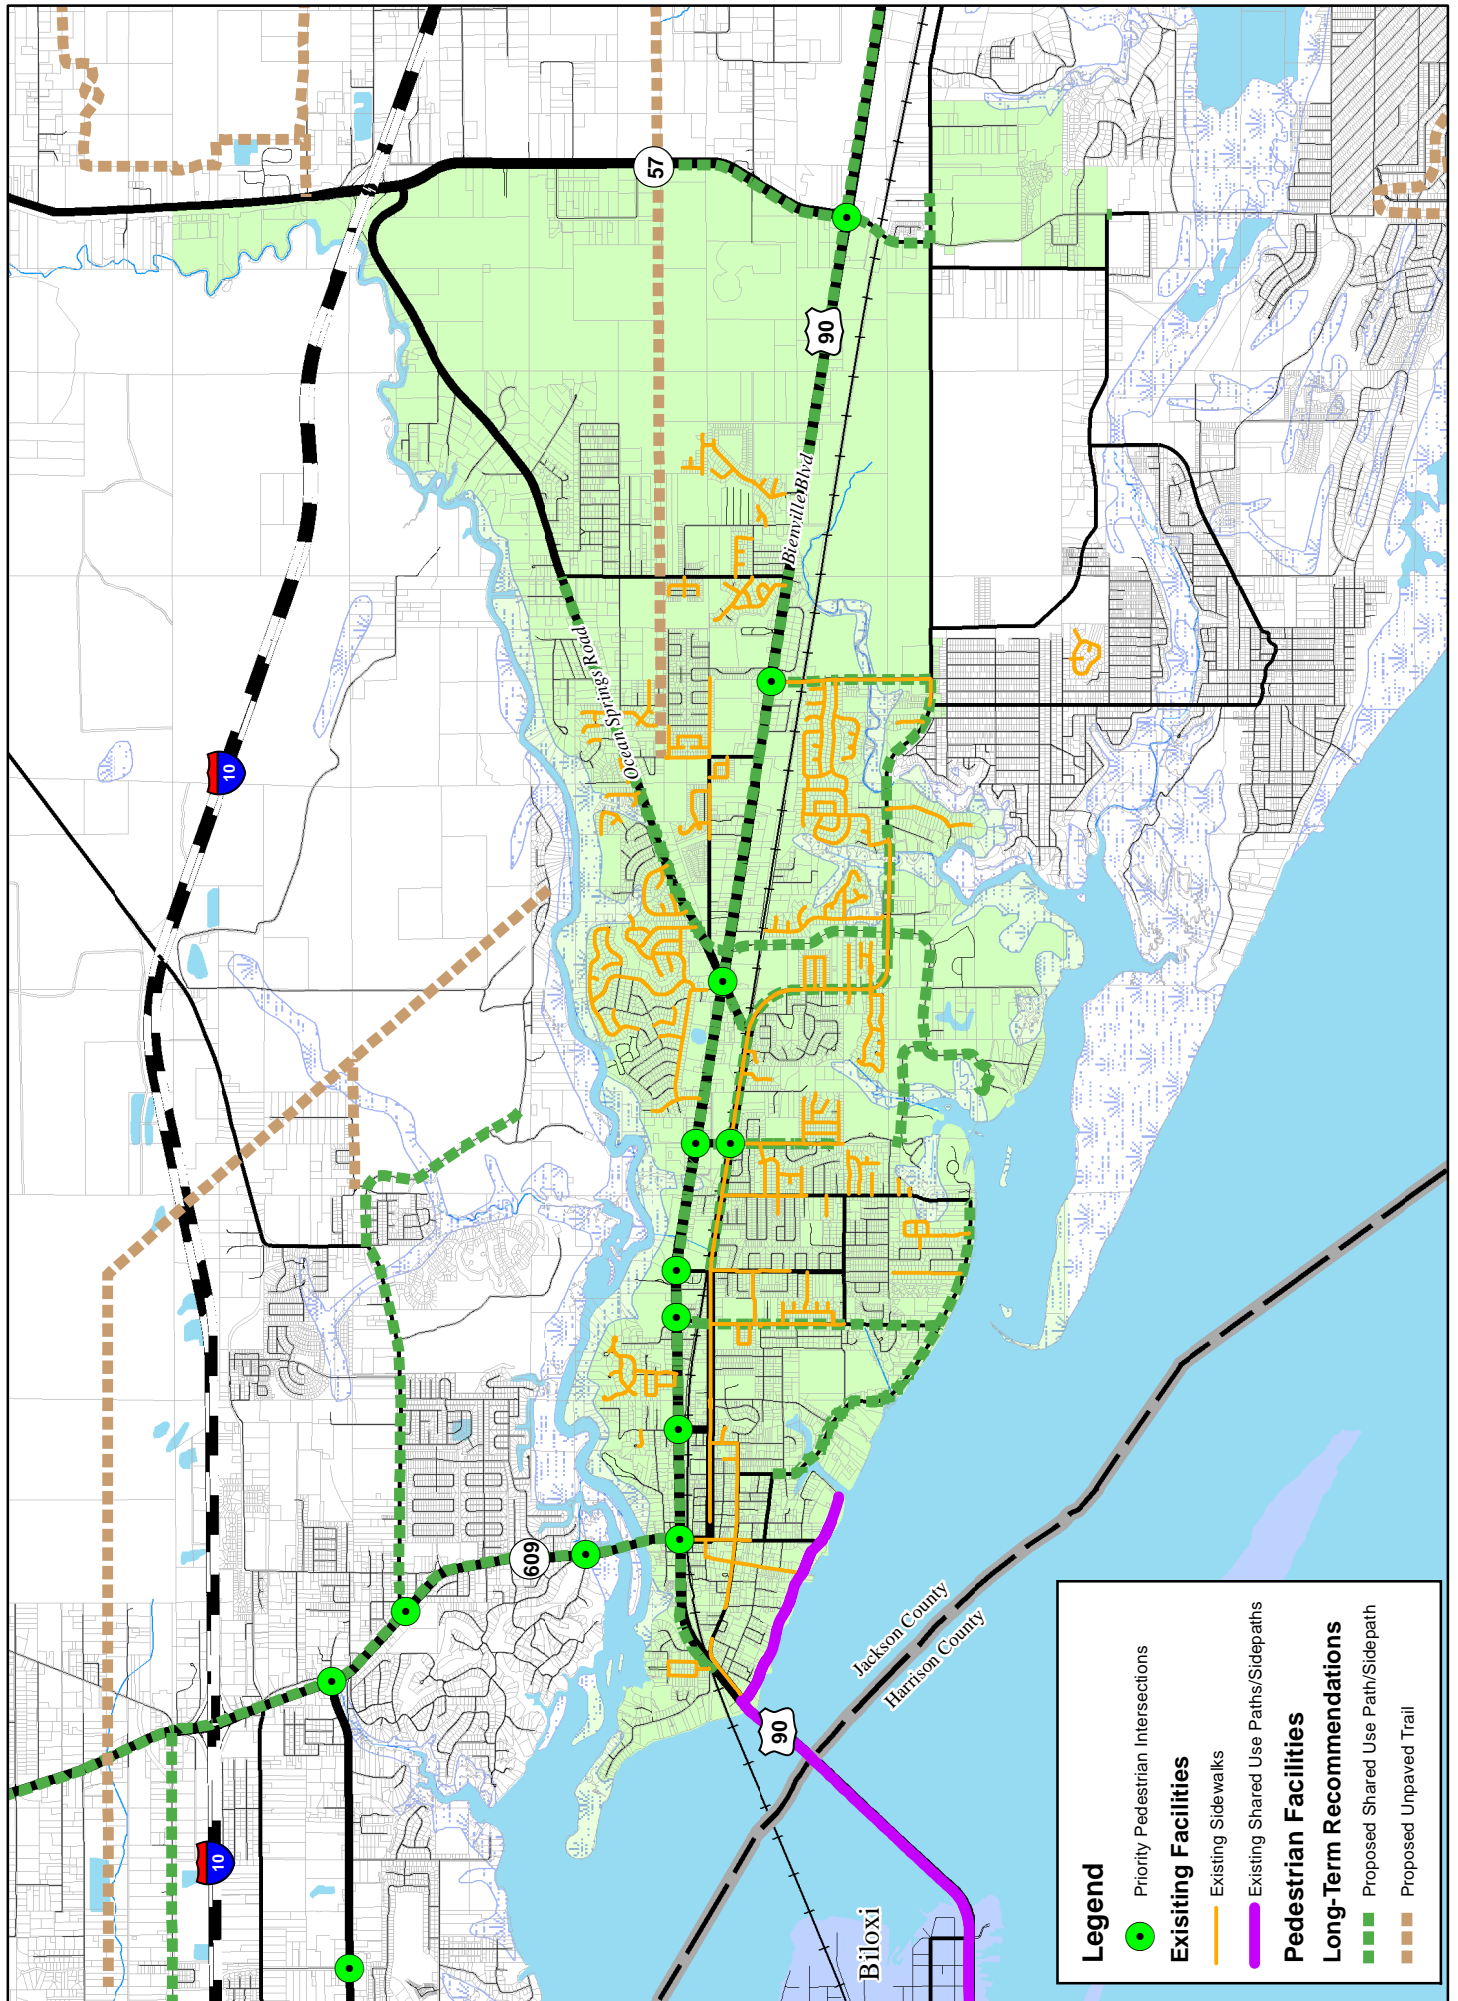 57
90
Bienville Blvd
Ocean Springs Road
10
609
Jackson County
Harrison County
90
10
Biloxi
Legend
Priority Pedestrian Intersections
Exisiting Facilities
Existing Sidewalks
Existing Shared Use Paths/Sidepaths
Pedestrian Facilities
Long-Term Recommendations
Proposed Shared Use Path/Sidepath
Proposed Unpaved Trail